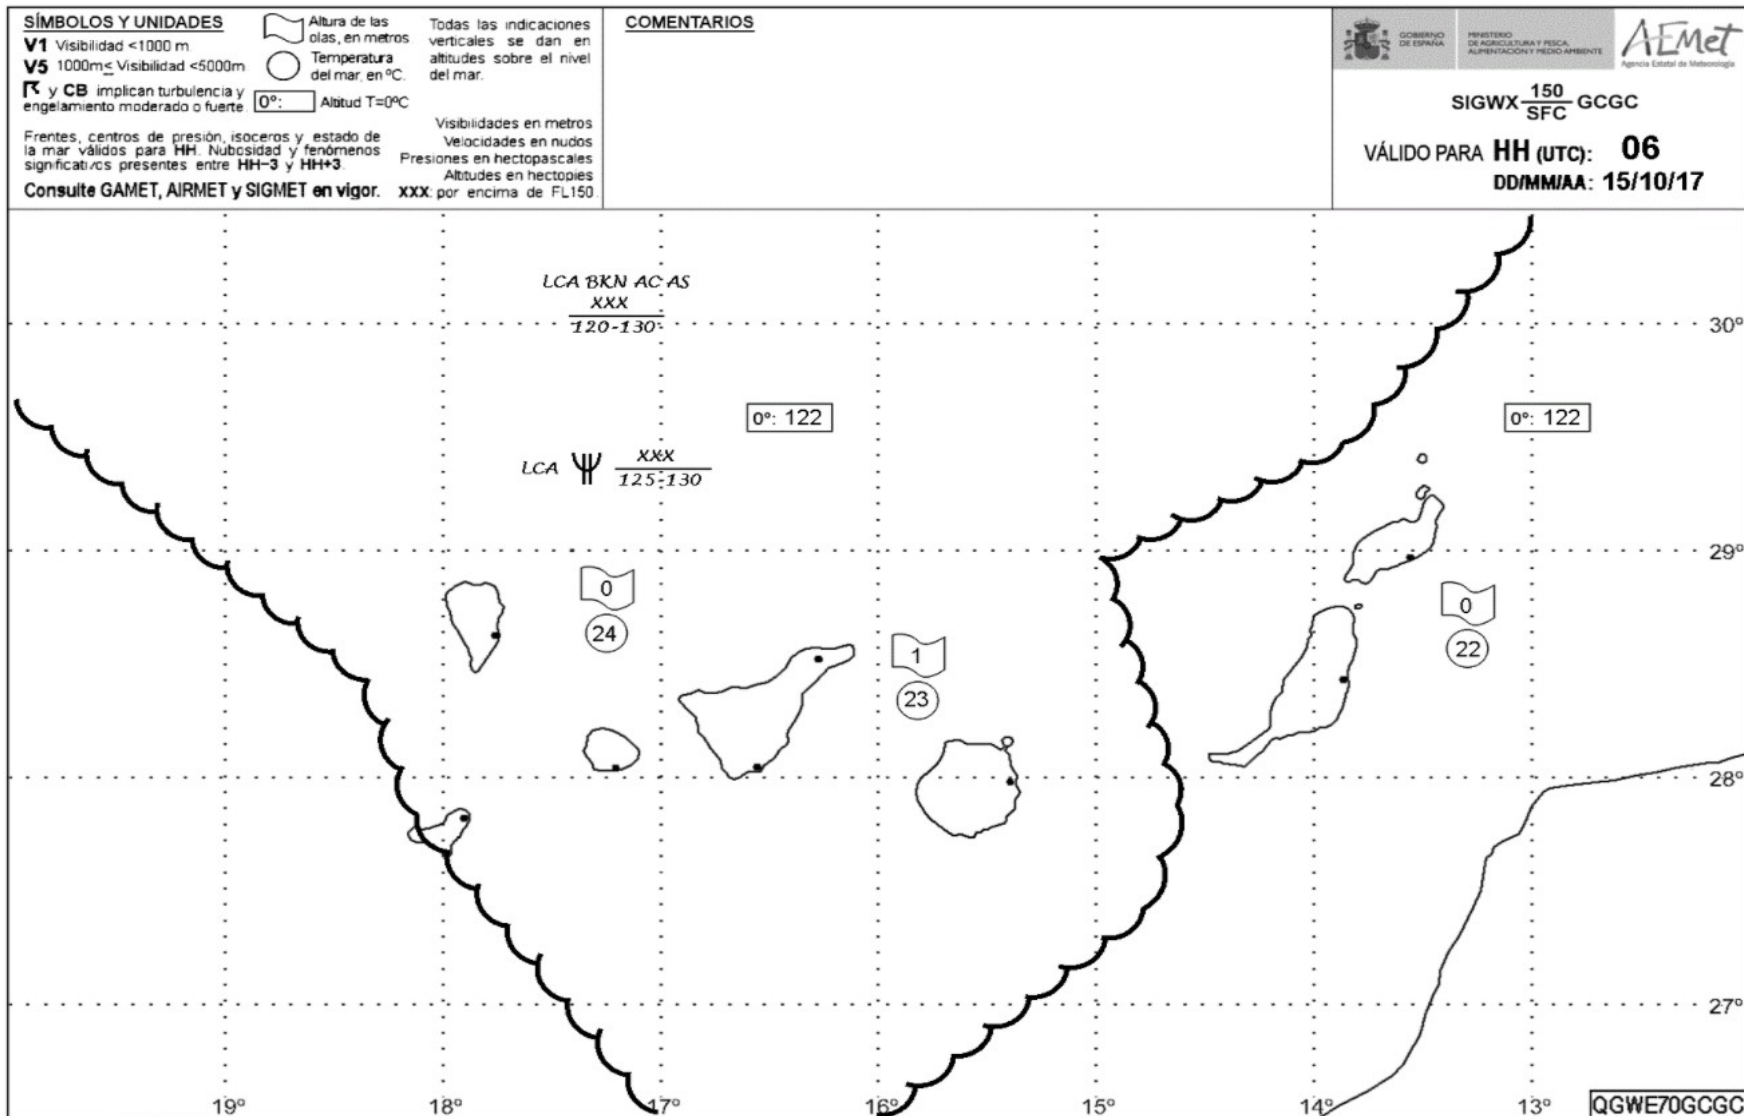 SÍMBOLOS Y UNIDADES
V1 Visibilidad <1000 m
V5 1000m≤ Visibilidad <5000m
y CB implican turbulencia y
engelamiento moderado o fuerte.
Altura de las
olas, en metros
Temperatura
del mar, en ºC.
0º: Altitud T=0ºC
Todas las indicaciones
verticales se dan en
altitudes sobre el nivel
del mar.
Frentes, centros de presión, isoceros y estado de
la mar válidos para HH. Nubosidad y fenómenos
significativos presentes entre HH-3 y HH+3.
Consulte GAMET, AIRMET y SIGMET en vigor.
Visibilidades en metros
Velocidades en nudos
Presiones en hectopascales
Altitudes en hectopies
XXX: por encima de FL150.
COMENTARIOS
GOBIERNO
DE ESPAÑA
MINISTERIO
DE AGRICULTURA Y PESCA,
ALIMENTACIÓN Y MEDIO AMBIENTE
AEMet
Agencia Estatal de Meteorología
SIGWX 150 GCGC
SFC
VÁLIDO PARA HH (UTC): 06
DD/MM/AA: 15/10/17
LCA BKN AC AS
XXX
120-130
30º
0º: 122
0º: 122
LCA XXX
125-130
29º
0
24
0
22
1
23
28º
27º
19º
18º
17º
16º
15º
14º
13º
QGWE70GCGC